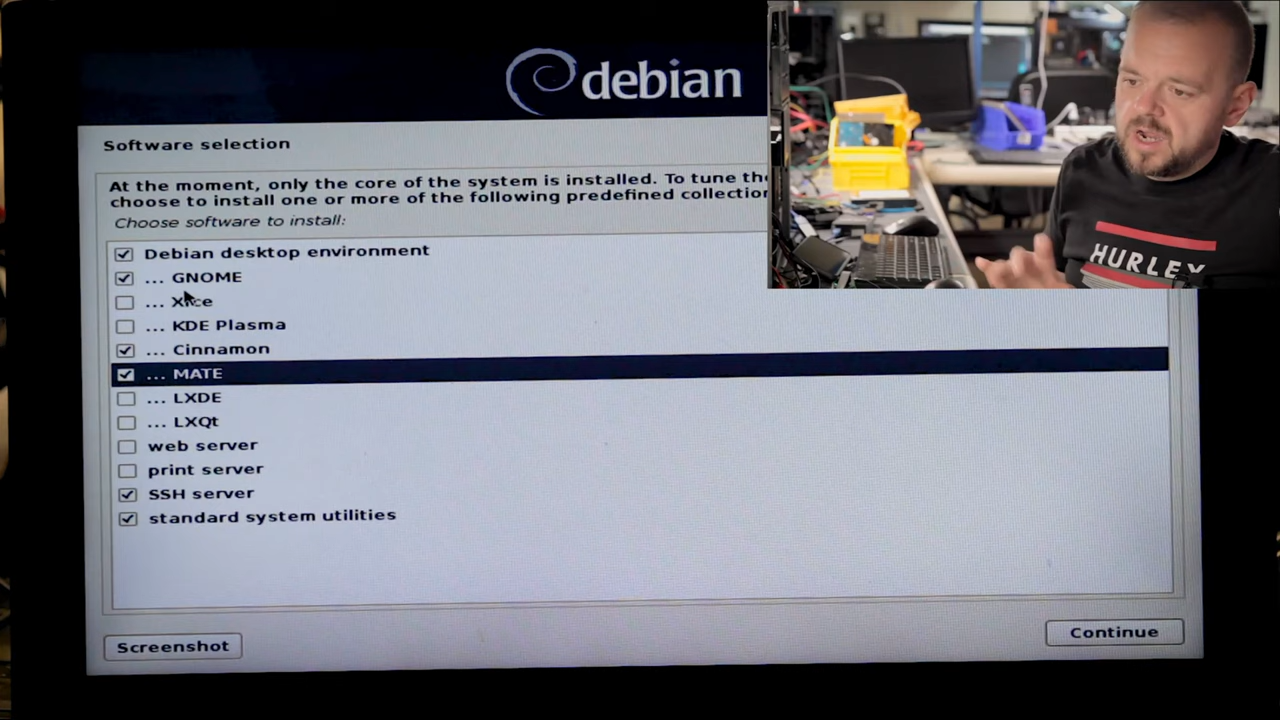 debian
Software selection
At the moment, only the core of the system is installed. To tune the
choose to install one or more of the following predefined collection
Choose software to install:
Debian desktop environment
... GNOME
... Xfce
... KDE Plasma
... Cinnamon
... MATE
... LXDE
... LXQt
web server
print server
SSH server
standard system utilities
Screenshot
Continue
HURLEY